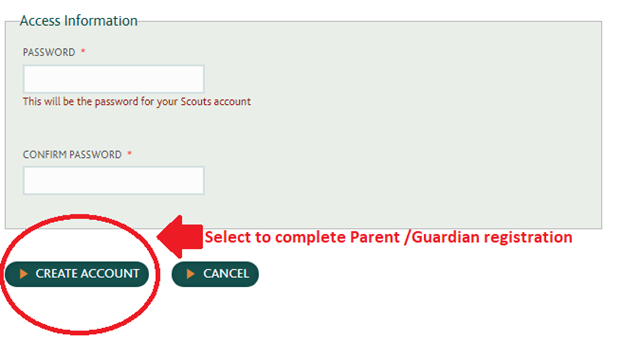 Access Information
PASSWORD *
This will be the password for your Scouts account
CONFIRM PASSWORD *
Select to complete Parent /Guardian registration
CREATE ACCOUNT
CANCEL